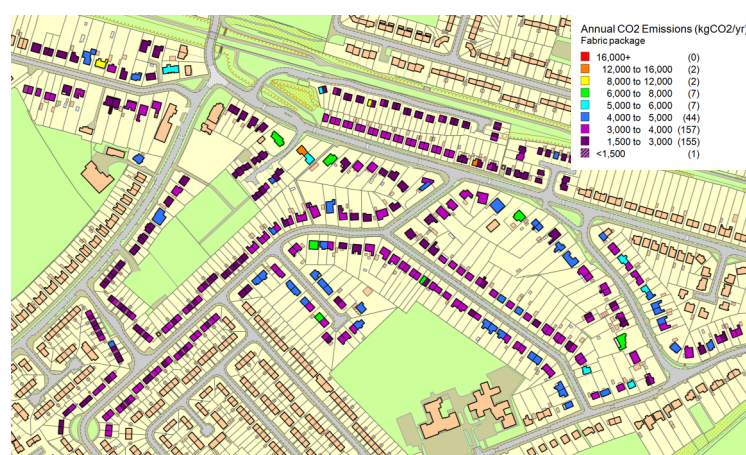 Annual CO2 Emissions (kgCO2/yr)
Fabric package
16,000+ (0)
12,000 to 16,000 (2)
8,000 to 12,000 (2)
6,000 to 8,000 (7)
5,000 to 6,000 (7)
4,000 to 5,000 (44)
3,000 to 4,000 (157)
1,500 to 3,000 (155)
<1,500 (1)